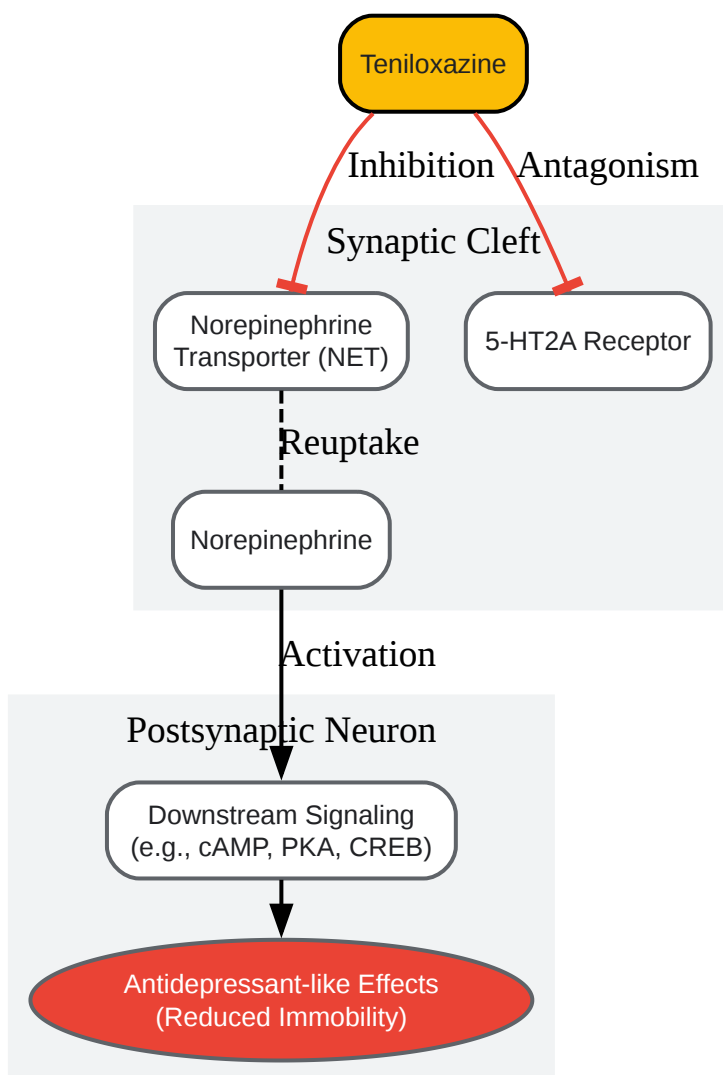 Teniloxazine
Inhibition
Antagonism
Synaptic Cleft
Norepinephrine
Transporter (NET)
5-HT2A Receptor
Reuptake
Norepinephrine
Activation
Postsynaptic Neuron
Downstream Signaling
(e.g., cAMP, PKA, CREB)
Antidepressant-like Effects
(Reduced Immobility)